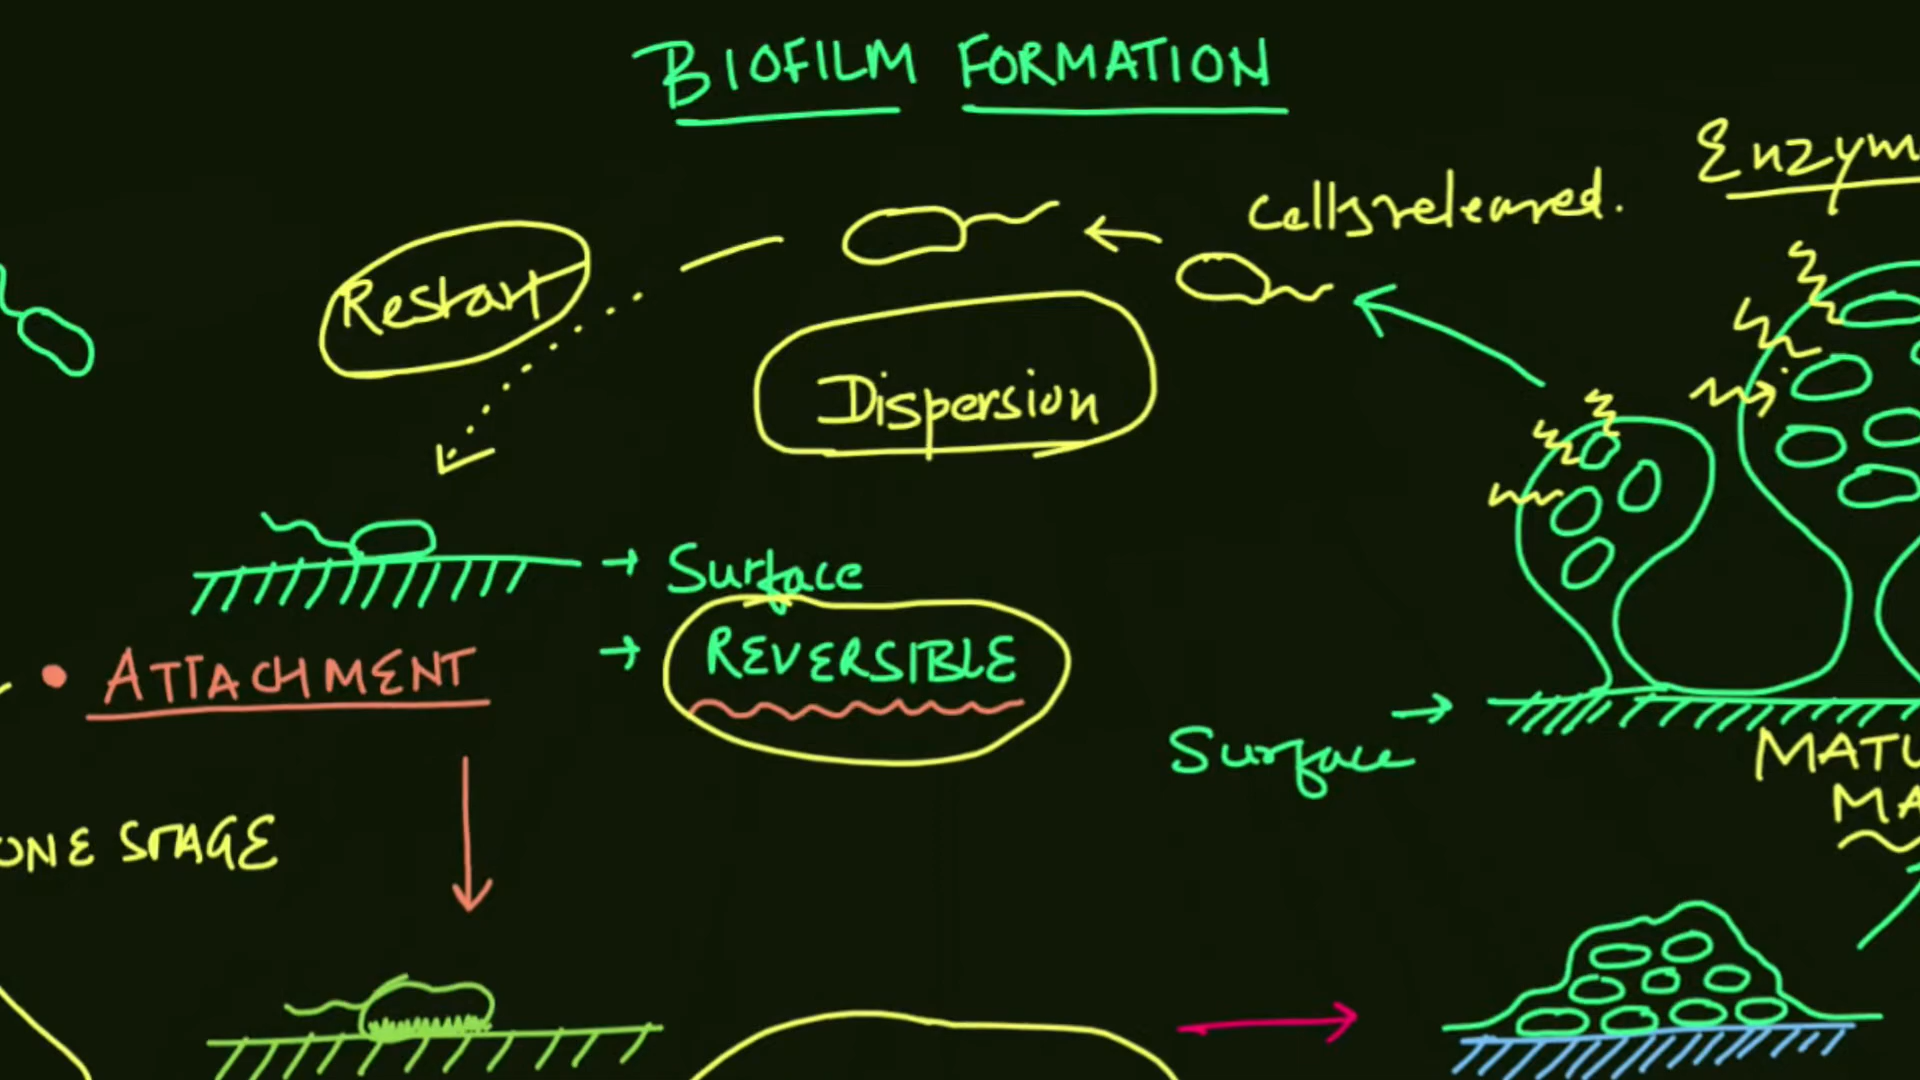 BIOFILM FORMATION
Enzym
Cells released.
Restart
Dispersion
→ Surface
→ REVERSIBLE
• ATTACHMENT
Surface →
MATU
MA
ONE STAGE